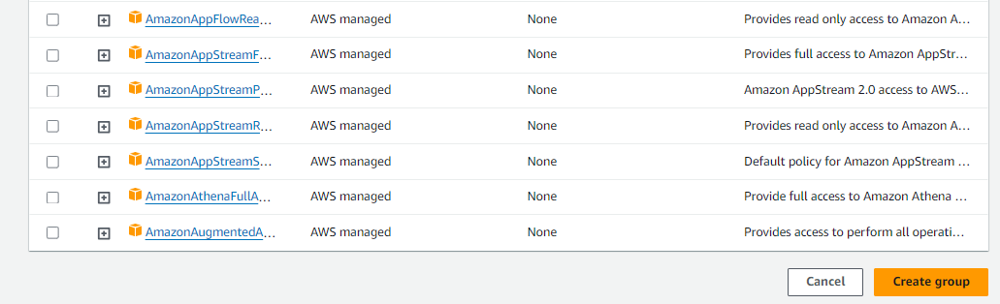 AmazonAppFlowRea... AWS managed None Provides read only access to Amazon A...
AmazonAppStreamF... AWS managed None Provides full access to Amazon AppStr...
AmazonAppStreamP... AWS managed None Amazon AppStream 2.0 access to AWS...
AmazonAppStreamR... AWS managed None Provides read only access to Amazon A...
AmazonAppStreamS... AWS managed None Default policy for Amazon AppStream ...
AmazonAthenaFullA... AWS managed None Provide full access to Amazon Athena ...
AmazonAugmentedA... AWS managed None Provides access to perform all operati...
Cancel Create group